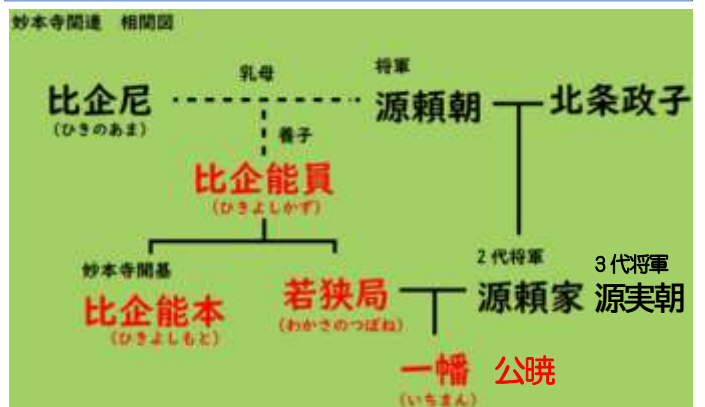 妙本寺関連 相関図
乳母
将軍
比企尼
源頼朝
北条政子
(ひきのあま)
養子
比企能員
(ひきよしかず)
妙本寺開基
2代将軍
3代将軍
比企能本
若狭局
源頼家
源実朝
(ひきよしもと)
(わかさのつぼね)
一幡
公暁
(いちまん)